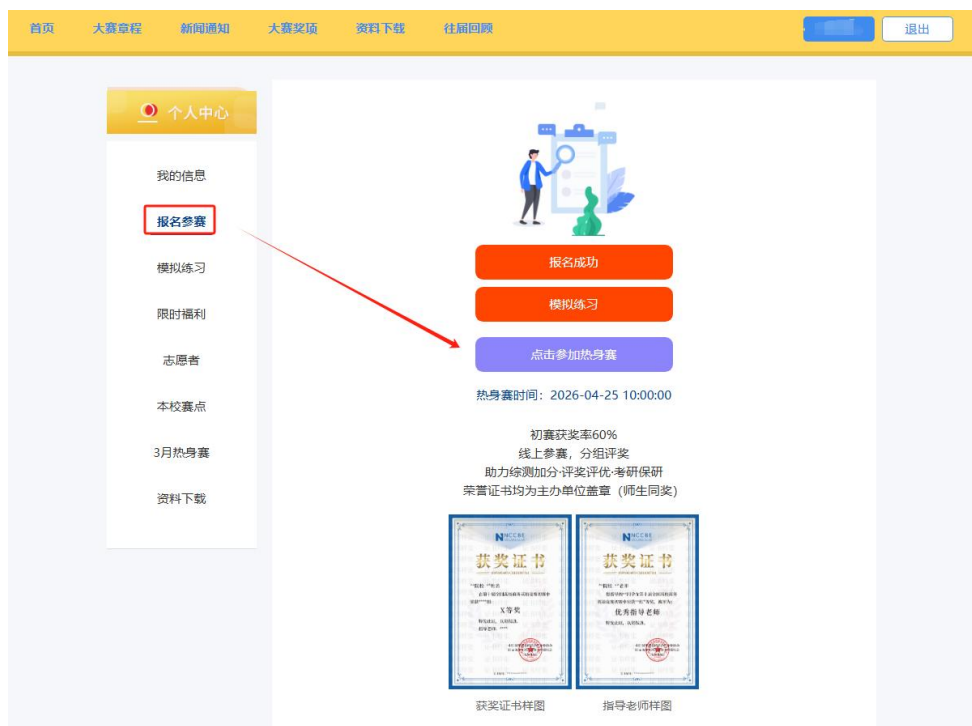 首页 大赛章程 新闻通知 大赛奖项 资料下载 往届回顾 退出
个人中心
我的信息
报名参赛
模拟练习
限时福利
志愿者
本校赛点
3月热身赛
资料下载
报名成功
模拟练习
点击参加热身赛
热身赛时间：2026-04-25 10:00:00
初赛获奖率60%
线上参赛，分组评奖
助力综测加分·评奖评优·考研保研
荣誉证书均为主办单位盖章（师生同奖）
NCCBE
获奖证书
X等奖
NCCBE
获奖证书
优秀指导老师
获奖证书样图 指导老师样图